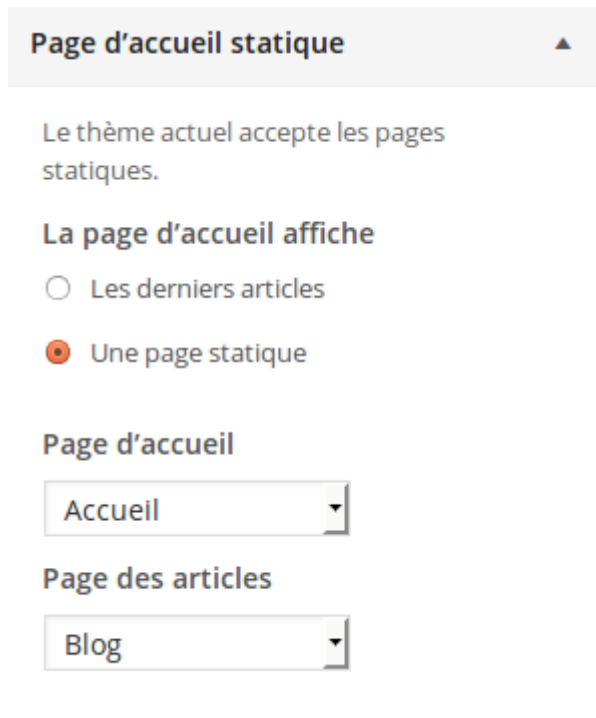 Page d’accueil statique
Le thème actuel accepte les pages
statiques.
La page d’accueil affiche
Les derniers articles
Une page statique
Page d’accueil
Accueil
Page des articles
Blog